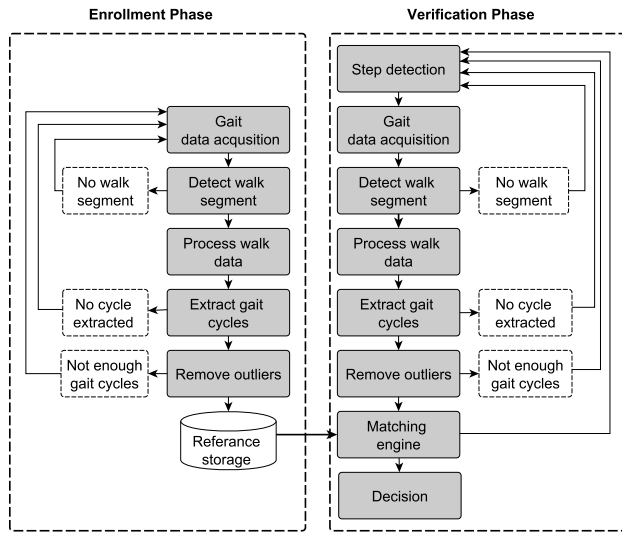 Enrollment Phase
Gait
data acqusition
No walk
segment
Detect walk
segment
Process walk
data
No cycle
extracted
Extract gait
cycles
Not enough
gait cycles
Remove outliers
Referance
storage
Verification Phase
Step detection
Gait
data acquisition
Detect walk
segment
No walk
segment
Process walk
data
Extract gait
cycles
No cycle
extracted
Remove outliers
Not enough
gait cycles
Matching
engine
Decision